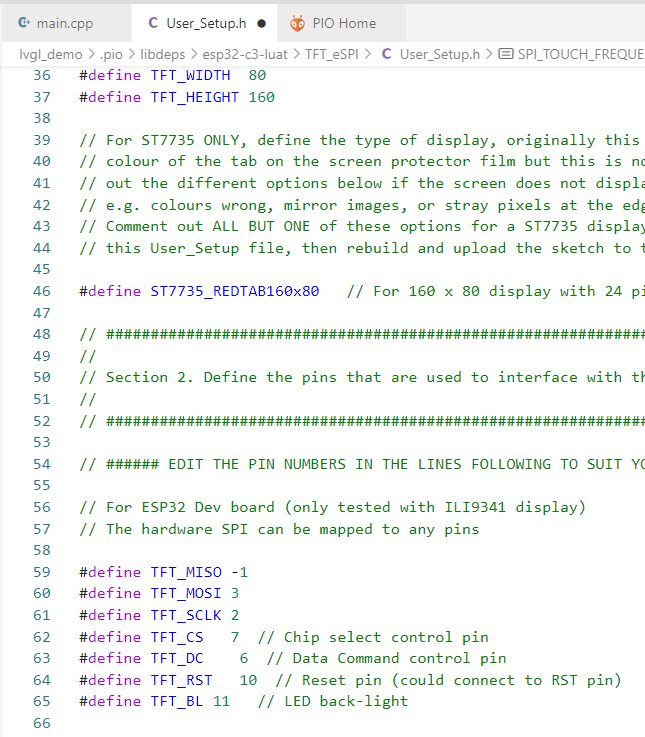 main.cpp
User_Setup.h
PIO Home
lvgl_demo > .pio > libdeps > esp32-c3-luat > TFT_eSPI > C User_Setup.h > SPI_TOUCH_FREQUE
36 #define TFT_WIDTH  80
37 #define TFT_HEIGHT 160
38
39 // For ST7735 ONLY, define the type of display, originally this
40 // colour of the tab on the screen protector film but this is no
41 // out the different options below if the screen does not displa
42 // e.g. colours wrong, mirror images, or stray pixels at the edg
43 // Comment out ALL BUT ONE of these options for a ST7735 display
44 // this User_Setup file, then rebuild and upload the sketch to t
45
46 #define ST7735_REDTAB160x80   // For 160 x 80 display with 24 pi
47
48 // ###############################################################
49 //
50 // Section 2. Define the pins that are used to interface with th
51 //
52 // ###############################################################
53
54 // ###### EDIT THE PIN NUMBERS IN THE LINES FOLLOWING TO SUIT YO
55
56 // For ESP32 Dev board (only tested with ILI9341 display)
57 // The hardware SPI can be mapped to any pins
58
59 #define TFT_MISO -1
60 #define TFT_MOSI 3
61 #define TFT_SCLK 2
62 #define TFT_CS   7  // Chip select control pin
63 #define TFT_DC    6  // Data Command control pin
64 #define TFT_RST   10  // Reset pin (could connect to RST pin)
65 #define TFT_BL 11   // LED back-light
66